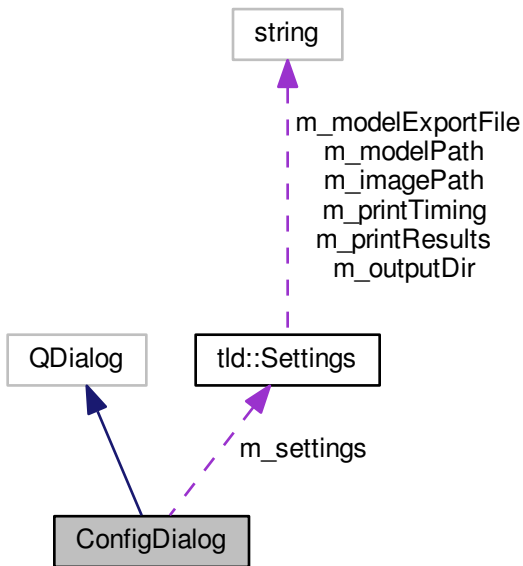 string
m_modelExportFile
m_modelPath
m_imagePath
m_printTiming
m_printResults
m_outputDir
QDialog
tld::Settings
m_settings
ConfigDialog